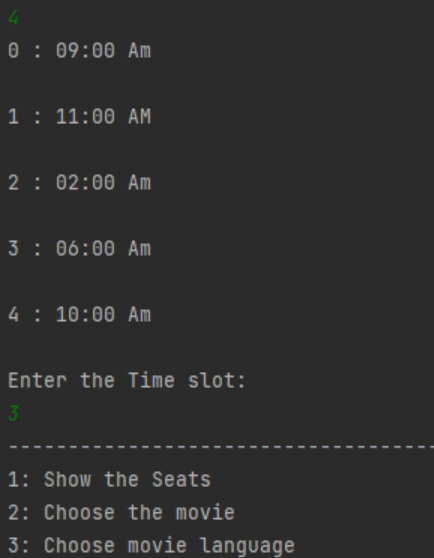 4
0 : 09:00 Am
1 : 11:00 AM
2 : 02:00 Am
3 : 06:00 Am
4 : 10:00 Am
Enter the Time slot:
3
------------------------------------
1: Show the Seats
2: Choose the movie
3: Choose movie language